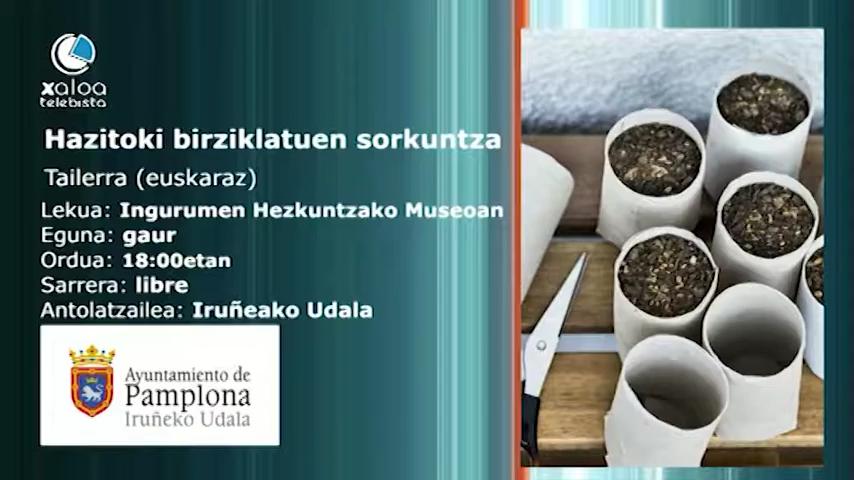 xaloa
telebista
Hazitoki birziklatuen sorkuntza
Tailerra (euskaraz)
Lekua: Ingurumen Hezkuntzako Museoan
Eguna: gaur
Ordua: 18:00etan
Sarrera: libre
Antolatzailea: Iruñeako Udala
Ayuntamiento de
Pamplona
Iruñeko Udala